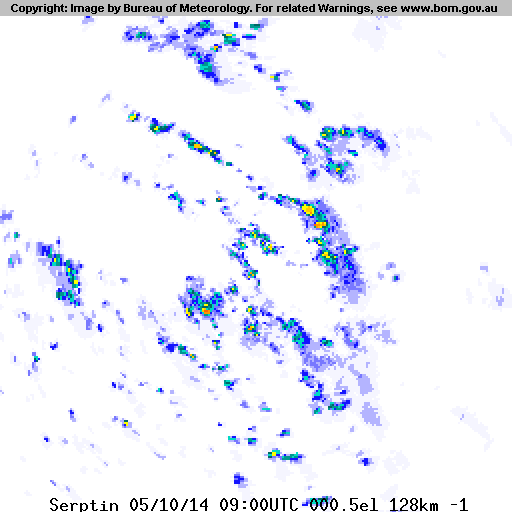 Copyright: Image by Bureau of Meteorology. For related Warnings, see www.bom.gov.au
Serptin 05/10/14 09:00UTC 000.5el 128km -1